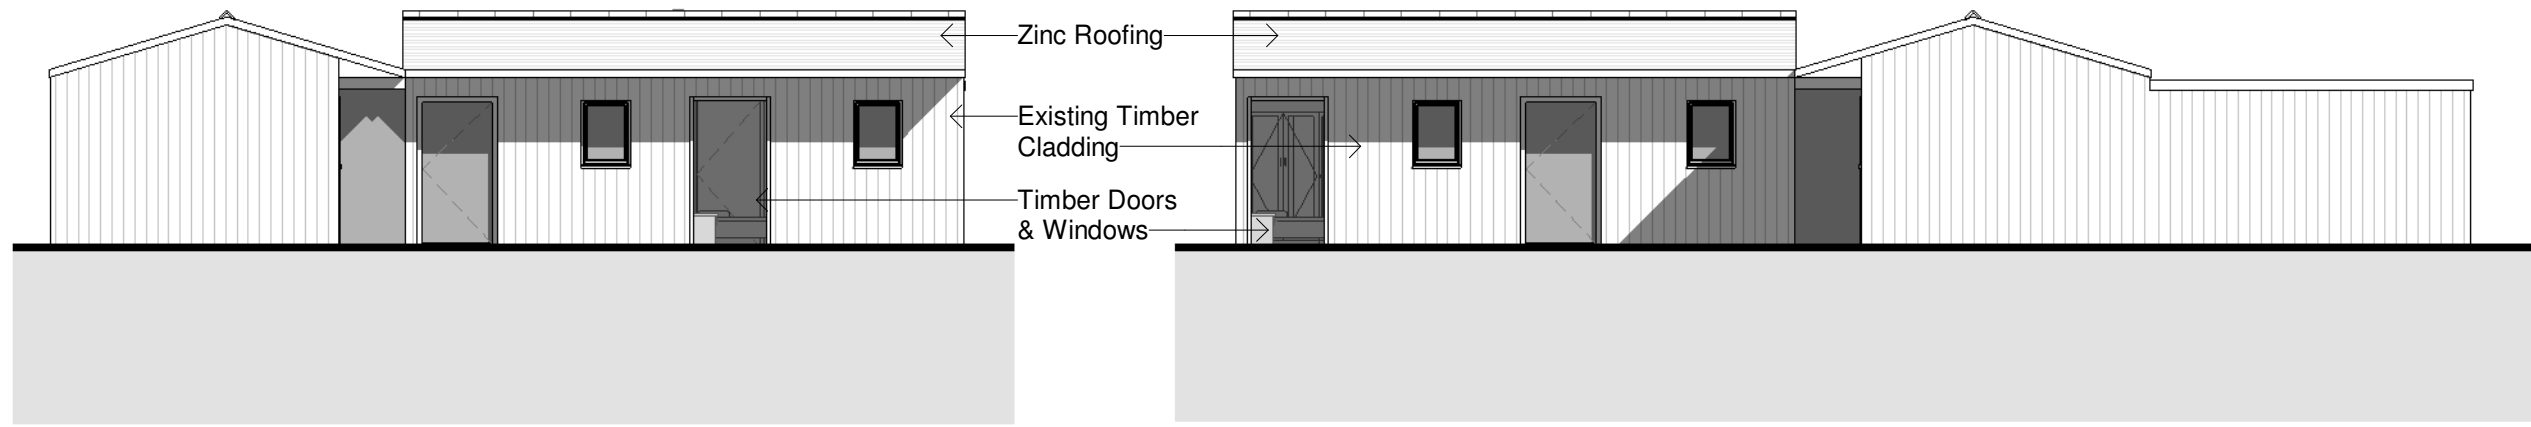 Zinc Roofing
Existing Timber
Cladding
Timber Doors
& Windows